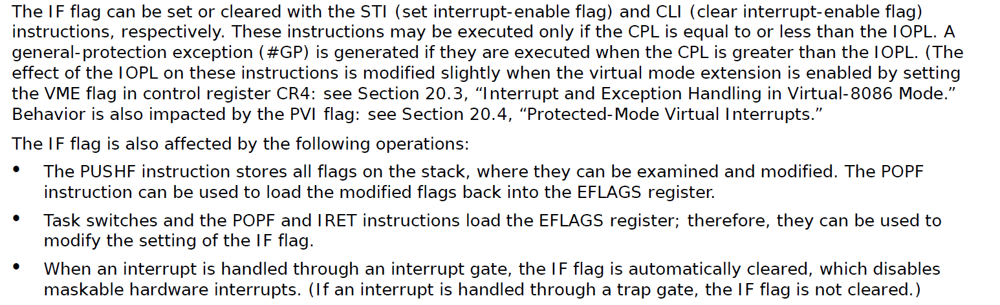 The IF flag can be set or cleared with the STI (set interrupt-enable flag) and CLI (clear interrupt-enable flag)
instructions, respectively. These instructions may be executed only if the CPL is equal to or less than the IOPL. A
general-protection exception (#GP) is generated if they are executed when the CPL is greater than the IOPL. (The
effect of the IOPL on these instructions is modified slightly when the virtual mode extension is enabled by setting
the VME flag in control register CR4: see Section 20.3, “Interrupt and Exception Handling in Virtual-8086 Mode.”
Behavior is also impacted by the PVI flag: see Section 20.4, “Protected-Mode Virtual Interrupts.”
The IF flag is also affected by the following operations:
• The PUSHF instruction stores all flags on the stack, where they can be examined and modified. The POPF
instruction can be used to load the modified flags back into the EFLAGS register.
• Task switches and the POPF and IRET instructions load the EFLAGS register; therefore, they can be used to
modify the setting of the IF flag.
• When an interrupt is handled through an interrupt gate, the IF flag is automatically cleared, which disables
maskable hardware interrupts. (If an interrupt is handled through a trap gate, the IF flag is not cleared.)